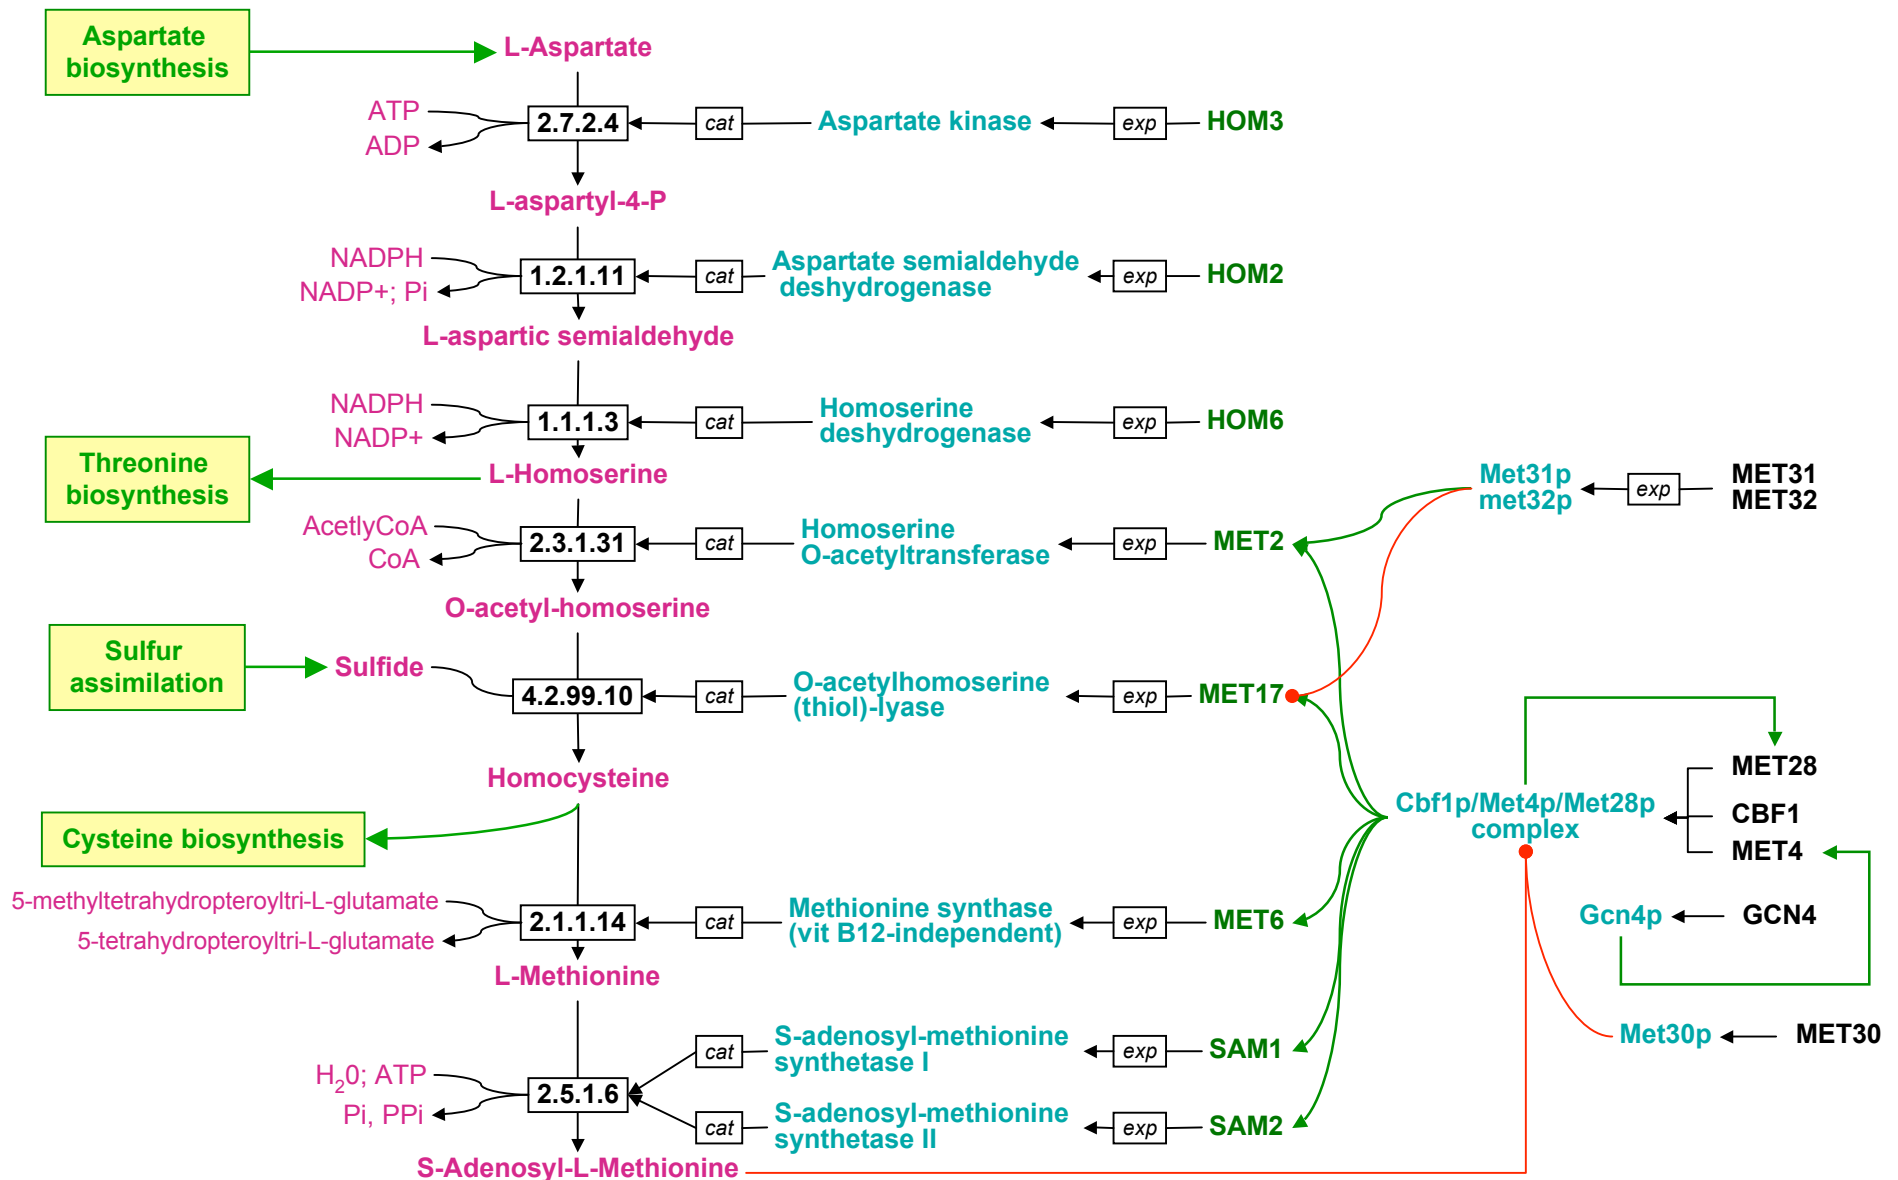 Aspartate
biosynthesis
L-Aspartate
ATP
ADP
2.7.2.4
cat
Aspartate kinase
exp
HOM3
L-aspartyl-4-P
NADPH
NADP+; Pi
1.2.1.11
cat
Aspartate semialdehyde
deshydrogenase
exp
HOM2
L-aspartic semialdehyde
NADPH
NADP+
1.1.1.3
cat
Homoserine
deshydrogenase
exp
HOM6
Threonine
biosynthesis
L-Homoserine
Met31p
met32p
exp
MET31
MET32
AcetlyCoA
CoA
2.3.1.31
cat
Homoserine
O-acetyltransferase
exp
MET2
O-acetyl-homoserine
Sulfur
assimilation
Sulfide
4.2.99.10
cat
O-acetylhomoserine
(thiol)-lyase
exp
MET17
Homocysteine
Cbf1p/Met4p/Met28p
complex
MET28
CBF1
MET4
Cysteine biosynthesis
5-methyltetrahydropteroyltri-L-glutamate
5-tetrahydropteroyltri-L-glutamate
2.1.1.14
cat
Methionine synthase
(vit B12-independent)
exp
MET6
Gcn4p
GCN4
L-Methionine
Met30p
MET30
cat
S-adenosyl-methionine
synthetase I
exp
SAM1
H20; ATP
Pi, PPi
2.5.1.6
cat
S-adenosyl-methionine
synthetase II
exp
SAM2
S-Adenosyl-L-Methionine